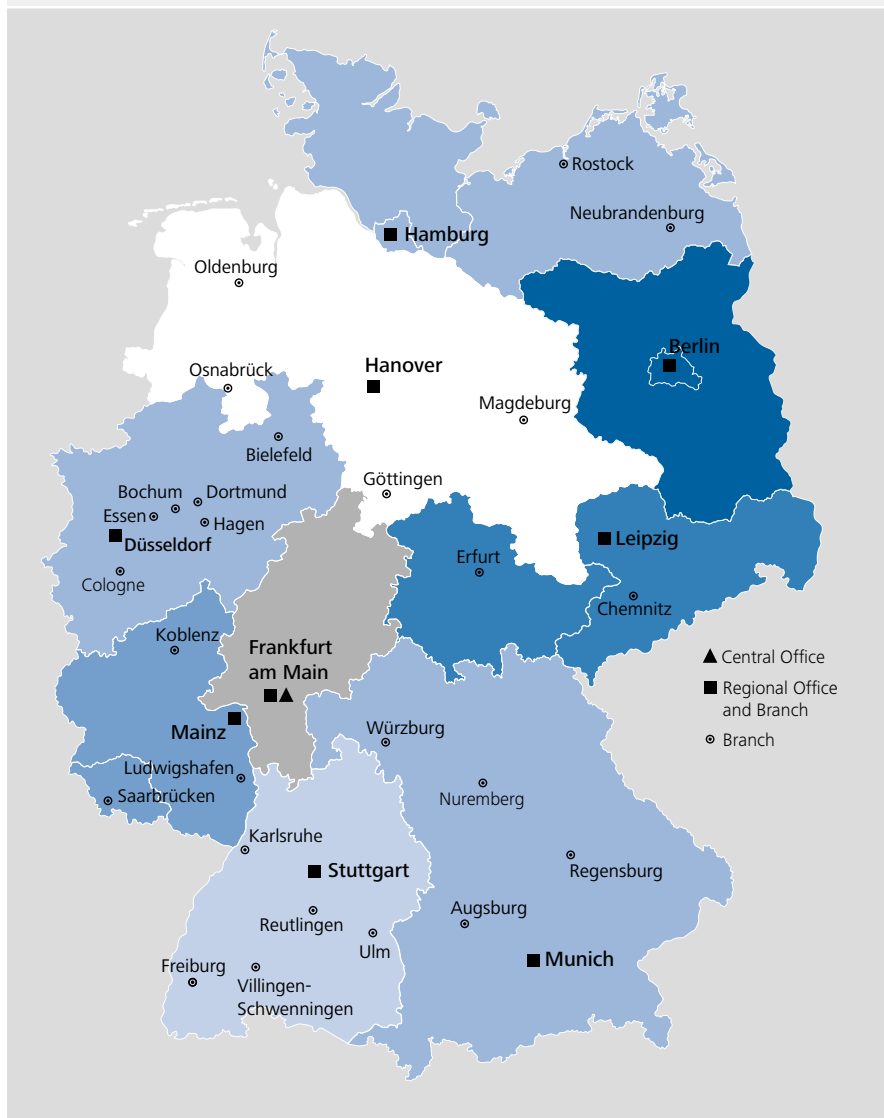 Rostock
Neubrandenburg
Hamburg
Oldenburg
Berlin
Hanover
Osnabrück
Magdeburg
Bielefeld
Göttingen
Bochum
Dortmund
Essen
Hagen
Düsseldorf
Leipzig
Erfurt
Cologne
Chemnitz
Koblenz
Frankfurt
am Main
Central Office
Regional Office
and Branch
Branch
Mainz
Würzburg
Ludwigshafen
Saarbrücken
Nuremberg
Karlsruhe
Stuttgart
Regensburg
Reutlingen
Augsburg
Ulm
Munich
Freiburg
Villingen-
Schwenningen